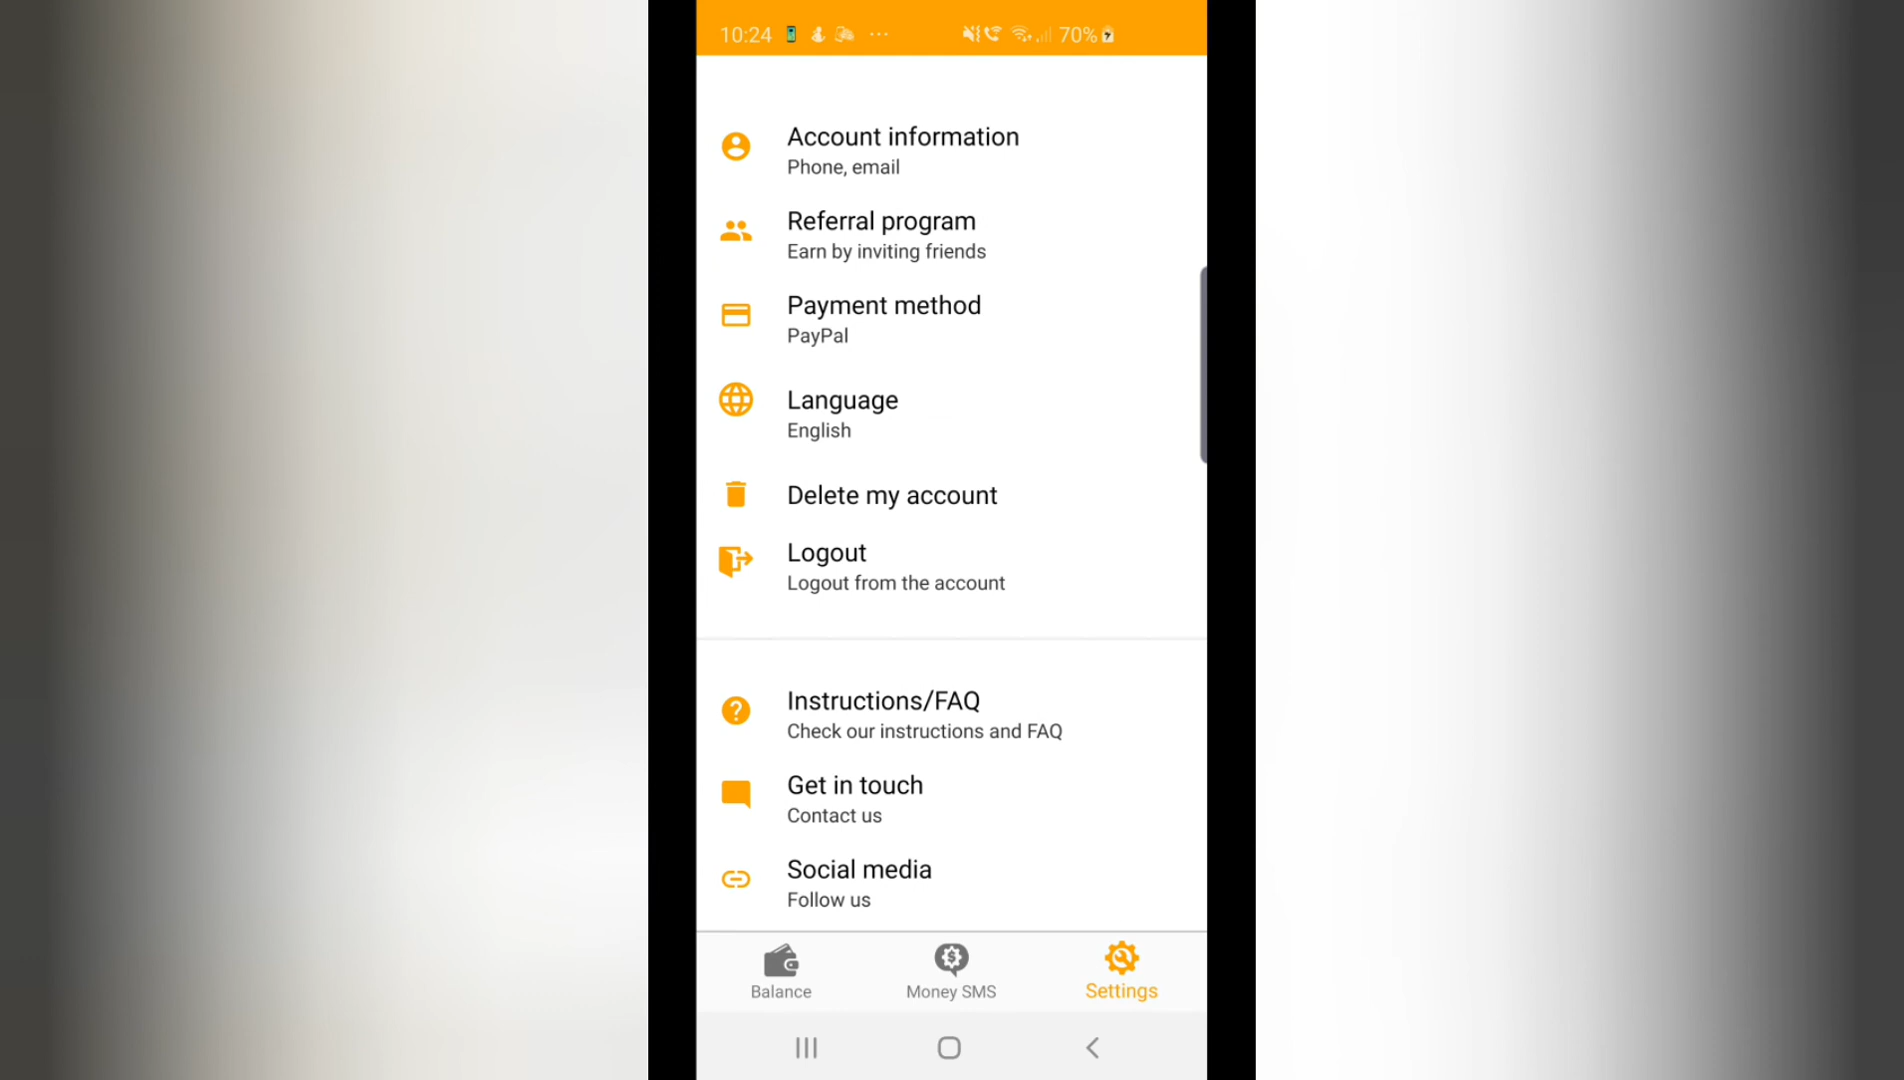 10:24 70%
Account information
Phone, email
Referral program
Earn by inviting friends
Payment method
PayPal
Language
English
Delete my account
Logout
Logout from the account
Instructions/FAQ
Check our instructions and FAQ
Get in touch
Contact us
Social media
Follow us
Balance Money SMS Settings